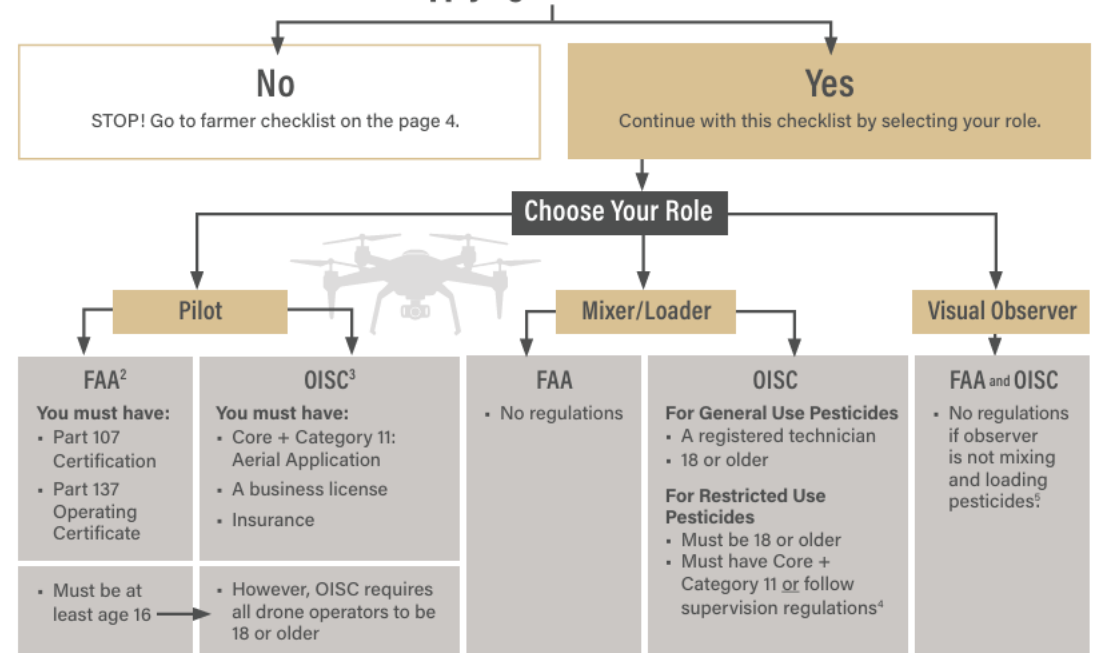 No
STOP! Go to farmer checklist on the page 4.
Yes
Continue with this checklist by selecting your role.
Choose Your Role
Pilot
FAA²
You must have:
▪ Part 107
Certification
▪ Part 137
Operating
Certificate
▪ Must be at
least age 16
OISC³
You must have:
▪ Core + Category 11:
Aerial Application
▪ A business license
▪ Insurance
▪ However, OISC requires
all drone operators to be
18 or older
Mixer/Loader
FAA
▪ No regulations
OISC
For General Use Pesticides
▪ A registered technician
▪ 18 or older
For Restricted Use
Pesticides
▪ Must be 18 or older
▪ Must have Core +
Category 11 or follow
supervision regulations⁴
Visual Observer
FAA and OISC
▪ No regulations
if observer
is not mixing
and loading
pesticides⁵.